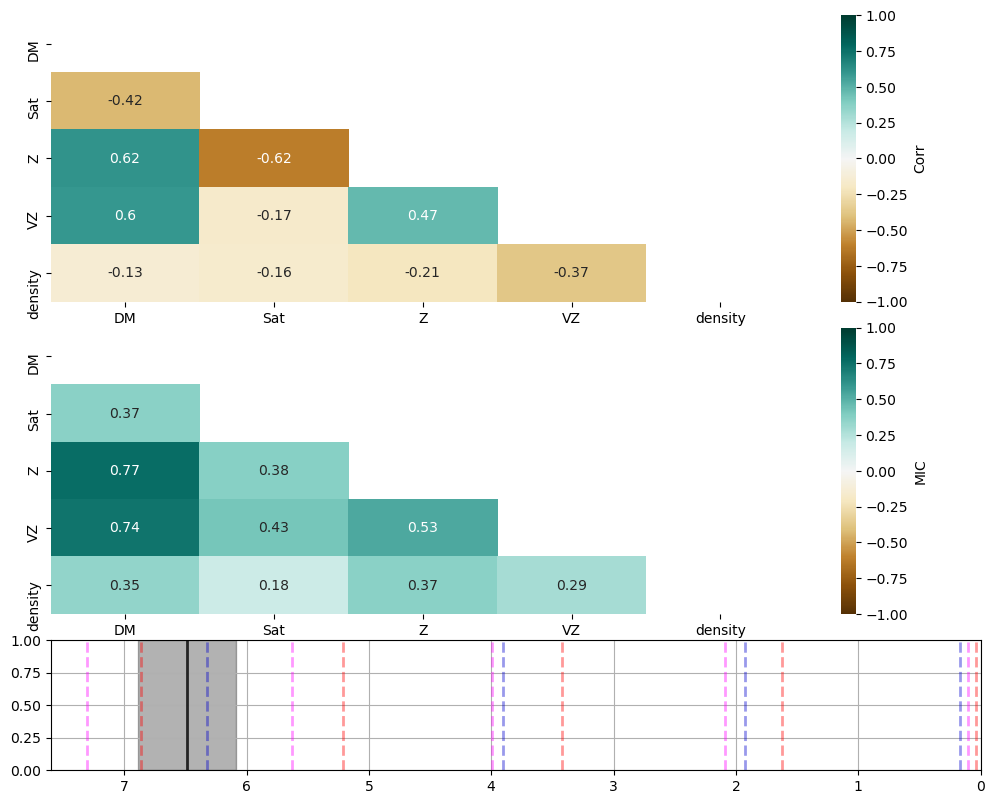 DM
Sat
Z
VZ
density
-0.42
0.62 -0.62
0.6 -0.17 0.47
-0.13 -0.16 -0.21 -0.37
DM Sat Z VZ density
1.00
0.75
0.50
0.25
0.00
−0.25
−0.50
−0.75
−1.00
Corr
DM
Sat
Z
VZ
density
0.37
0.77 0.38
0.74 0.43 0.53
0.35 0.18 0.37 0.29
DM Sat Z VZ density
1.00
0.75
0.50
0.25
0.00
−0.25
−0.50
−0.75
−1.00
MIC
1.00
0.75
0.50
0.25
0.00
7 6 5 4 3 2 1 0